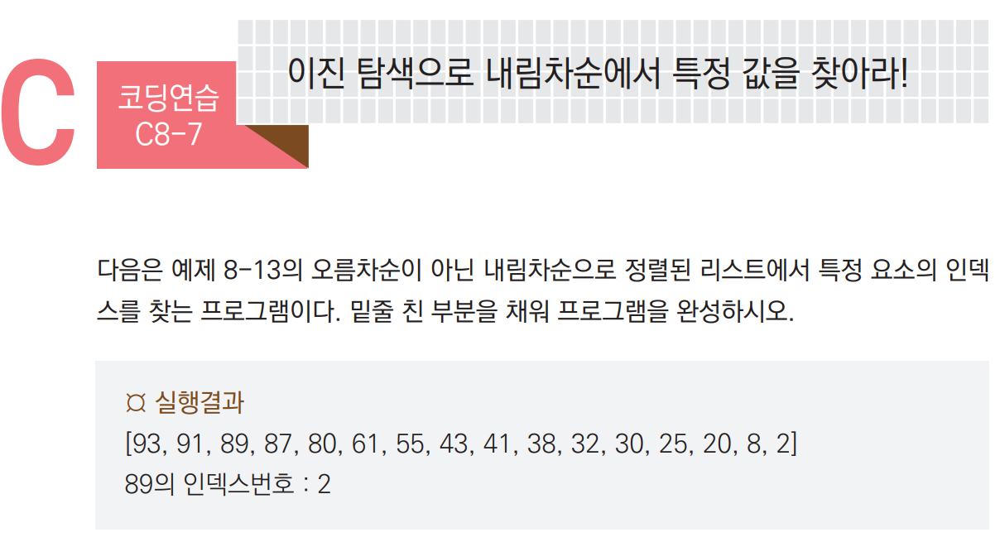 C
코딩연습
C8-7
이진 탐색으로 내림차순에서 특정 값을 찾아라!
다음은 예제 8-13의 오름차순이 아닌 내림차순으로 정렬된 리스트에서 특정 요소의 인덱
스를 찾는 프로그램이다. 밑줄 친 부분을 채워 프로그램을 완성하시오.
¤ 실행결과
[93, 91, 89, 87, 80, 61, 55, 43, 41, 38, 32, 30, 25, 20, 8, 2]
89의 인덱스번호 : 2